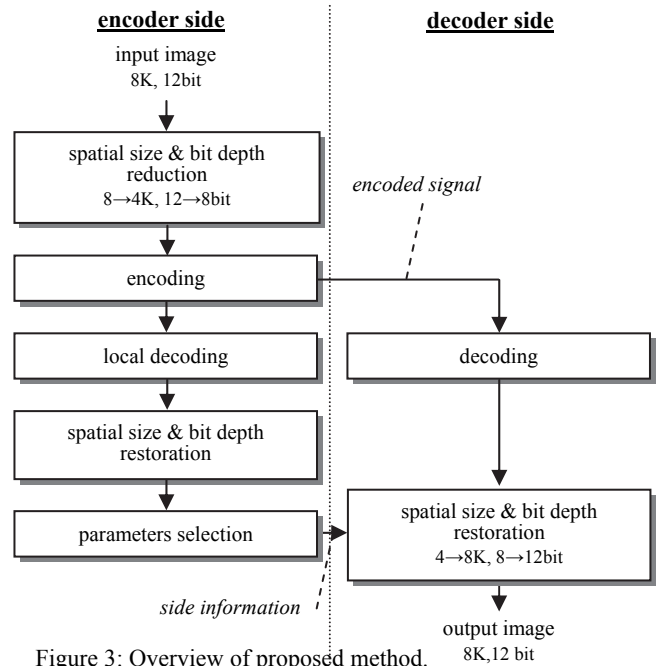 encoder side
input image
8K, 12bit
spatial size & bit depth
reduction
8→4K, 12→8bit
encoding
local decoding
spatial size & bit depth
restoration
parameters selection
side information
decoder side
encoded signal
decoding
spatial size & bit depth
restoration
4→8K, 8→12bit
output image
8K,12 bit
Figure 3: Overview of proposed method.